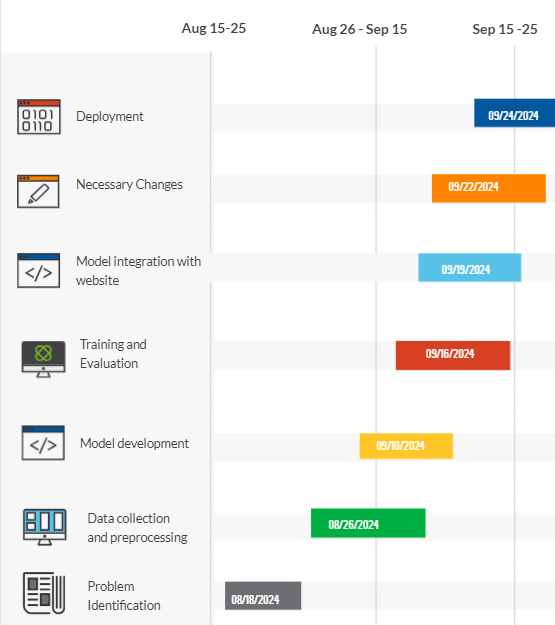 Aug 15-25
Aug 26 - Sep 15
Sep 15 -25
0101
0110
Deployment
09/24/2024
Necessary Changes
09/22/2024
</>
Model integration with
website
09/19/2024
Training and
Evaluation
09/16/2024
</>
Model development
09/10/2024
Data collection
and preprocessing
08/26/2024
Problem
Identification
08/18/2024